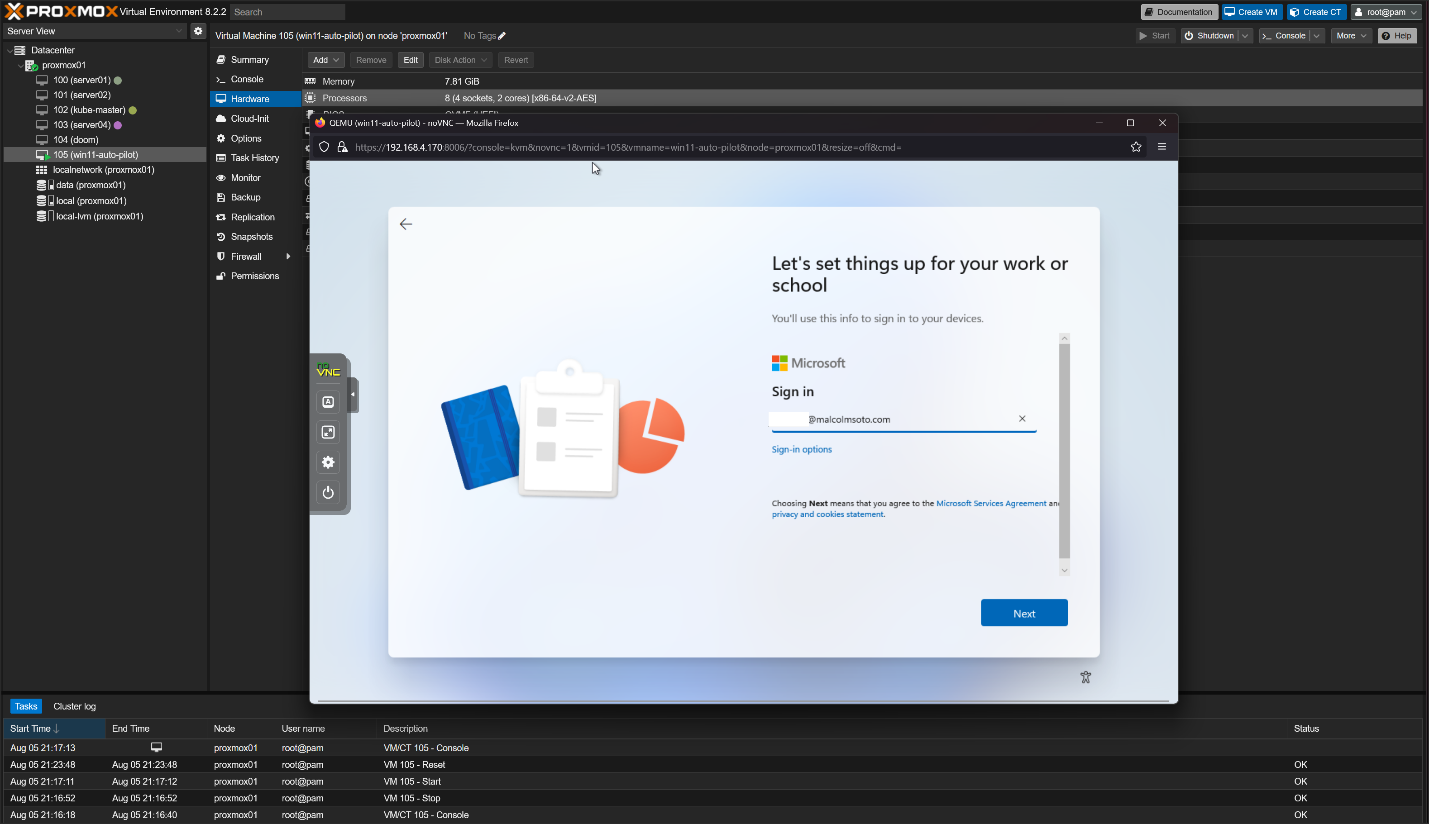 PROXMOX Virtual Environment 8.2.2 Search
Documentation Create VM Create CT root@pam
Server View
Virtual Machine 105 (win11-auto-pilot) on node 'proxmox01' No Tags
Start Shutdown Console More Help
Datacenter
proxmox01
100 (server01)
101 (server02)
102 (kube-master)
103 (server04)
104 (doom)
105 (win11-auto-pilot)
localnetwork (proxmox01)
data (proxmox01)
local (proxmox01)
local-lvm (proxmox01)
Summary
Console
Hardware
Cloud-Init
Options
Task History
Monitor
Backup
Replication
Snapshots
Firewall
Permissions
Add Remove Edit Disk Action Revert
Memory 7.81 GiB
Processors 8 (4 sockets, 2 cores) [x86-64-v2-AES]
QEMU (win11-auto-pilot) - noVNC — Mozilla Firefox
https://192.168.4.170:8006/?console=kvm&novnc=1&vmid=105&vmname=win11-auto-pilot&node=proxmox01&resize=off&cmd=
no
VNC
A
Let's set things up for your work or
school
You'll use this info to sign in to your devices.
Microsoft
Sign in
@malcolmsoto.com
Sign-in options
Choosing Next means that you agree to the Microsoft Services Agreement and
privacy and cookies statement.
Next
Tasks Cluster log
Start Time End Time Node User name Description Status
Aug 05 21:17:13 proxmox01 root@pam VM/CT 105 - Console
Aug 05 21:23:48 Aug 05 21:23:48 proxmox01 root@pam VM 105 - Reset OK
Aug 05 21:17:11 Aug 05 21:17:12 proxmox01 root@pam VM 105 - Start OK
Aug 05 21:16:52 Aug 05 21:16:52 proxmox01 root@pam VM 105 - Stop OK
Aug 05 21:16:18 Aug 05 21:16:40 proxmox01 root@pam VM/CT 105 - Console OK